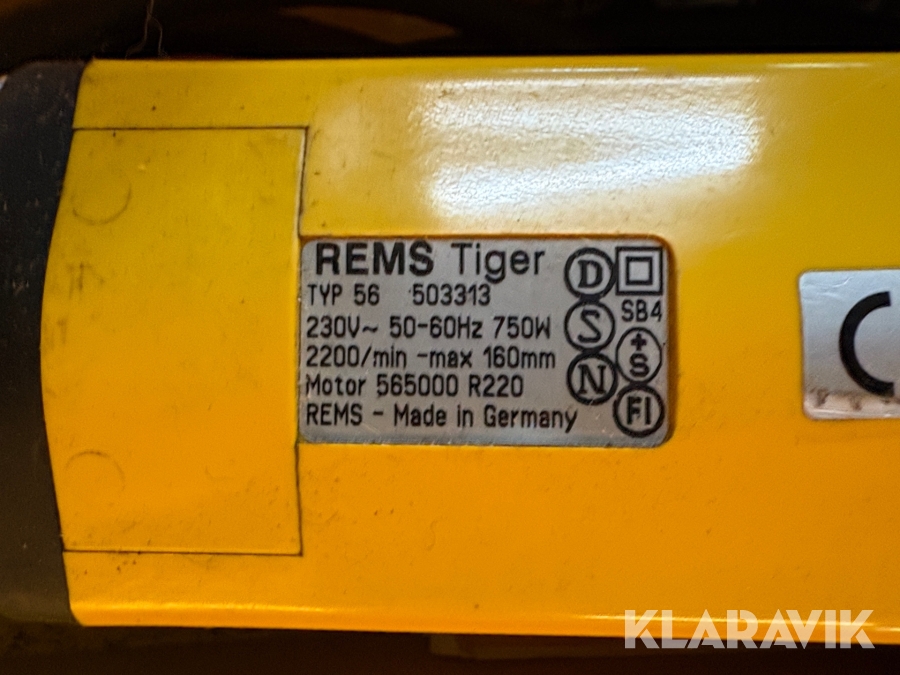 REMS Tiger
TYP 56 503313
230V~ 50-60Hz 750W
2200/min -max 160mm
Motor 565000 R220
REMS - Made in Germany
D
SB4
S
+S
N
FI
C
KLARAVIK